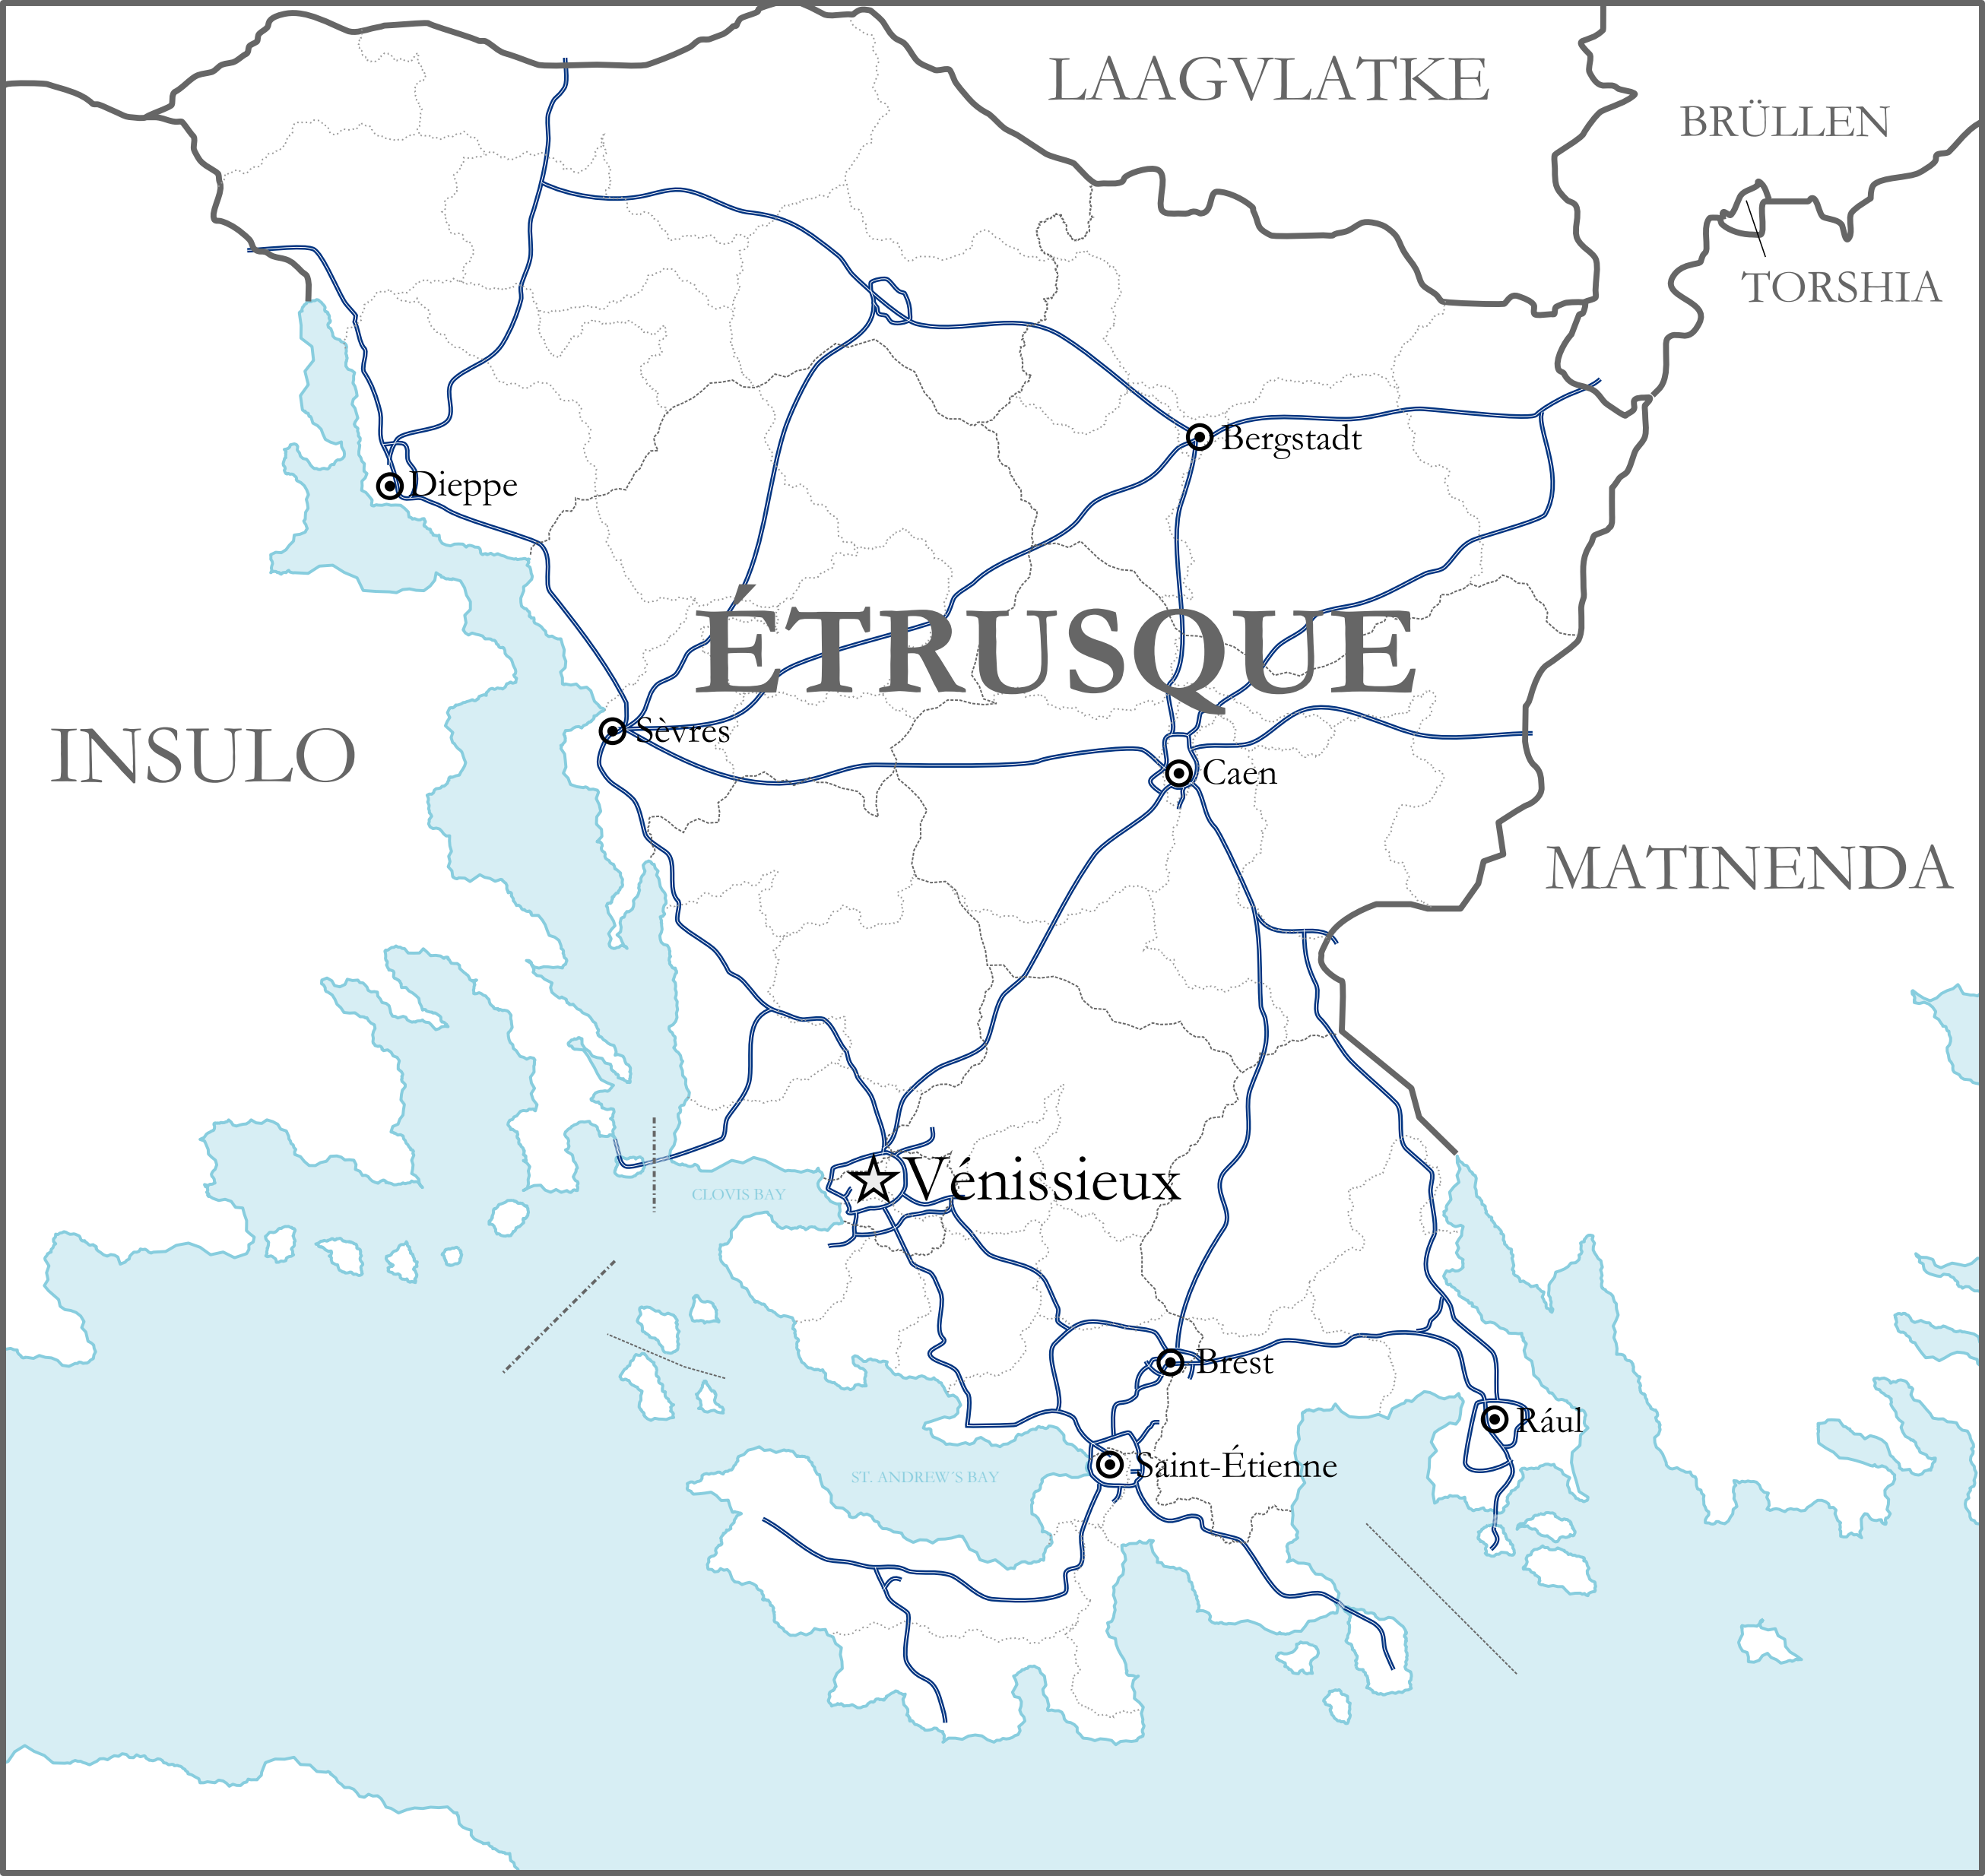 LAAGVLATKE
BRÜLLEN
TORSHIA
Bergstadt
Dieppe
ÉTRUSQUE
INSULO
Sèvres
Caen
MATINENDA
Vénissieux
CLOVIS BAY
Brest
Rául
Saint-Étienne
ST. ANDREW'S BAY